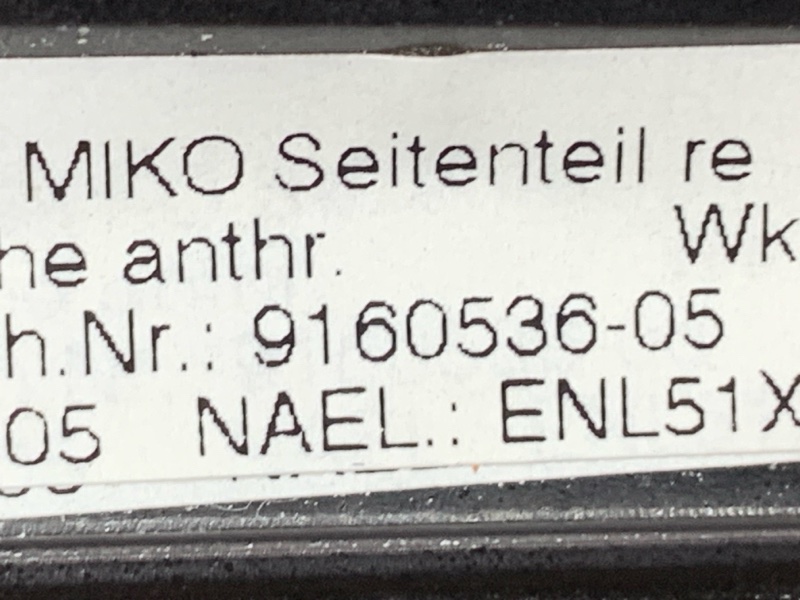 MIKO Seitenteil re
he anthr. Wk
h.Nr.: 9160536-05
05 NAEL.: ENL51X